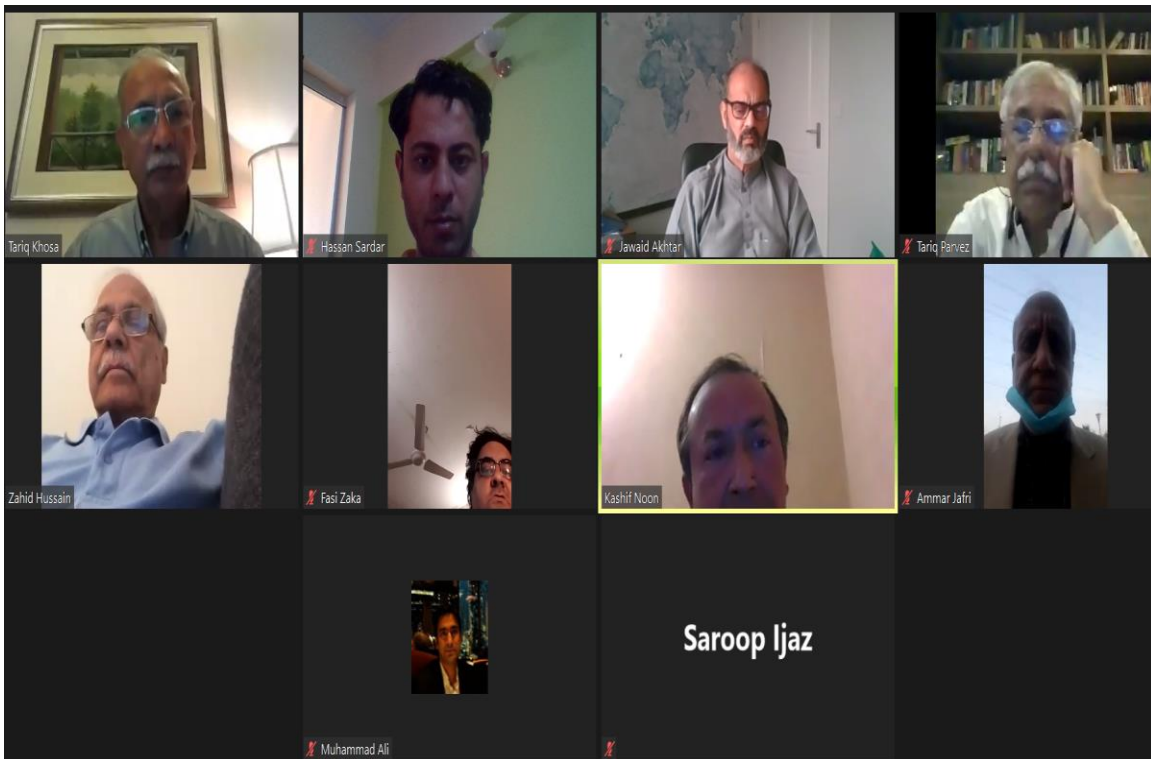 Tariq Khosa
Hassan Sardar
Jawaid Akhtar
Tariq Parvez
Zahid Hussain
Fasi Zaka
Kashif Noon
Ammar Jafri
Muhammad Ali
Saroop Ijaz